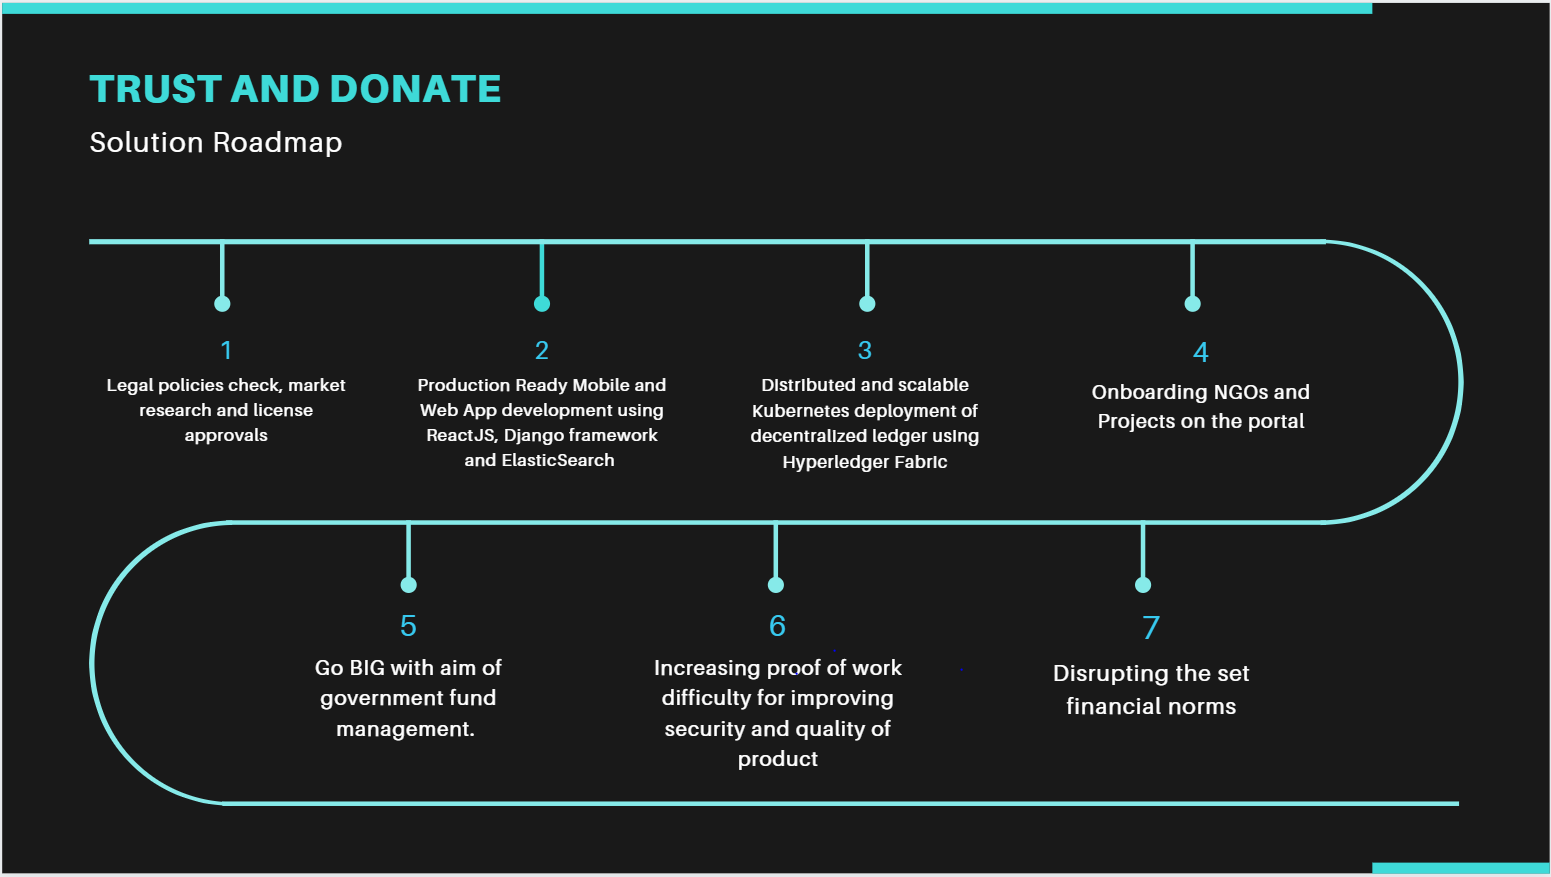 TRUST AND DONATE
Solution Roadmap
1
Legal policies check, market
research and license
approvals
2
Production Ready Mobile and
Web App development using
ReactJS, Django framework
and ElasticSearch
3
Distributed and scalable
Kubernetes deployment of
decentralized ledger using
Hyperledger Fabric
4
Onboarding NGOs and
Projects on the portal
5
Go BIG with aim of
government fund
management.
6
Increasing proof of work
difficulty for improving
security and quality of
product
7
Disrupting the set
financial norms